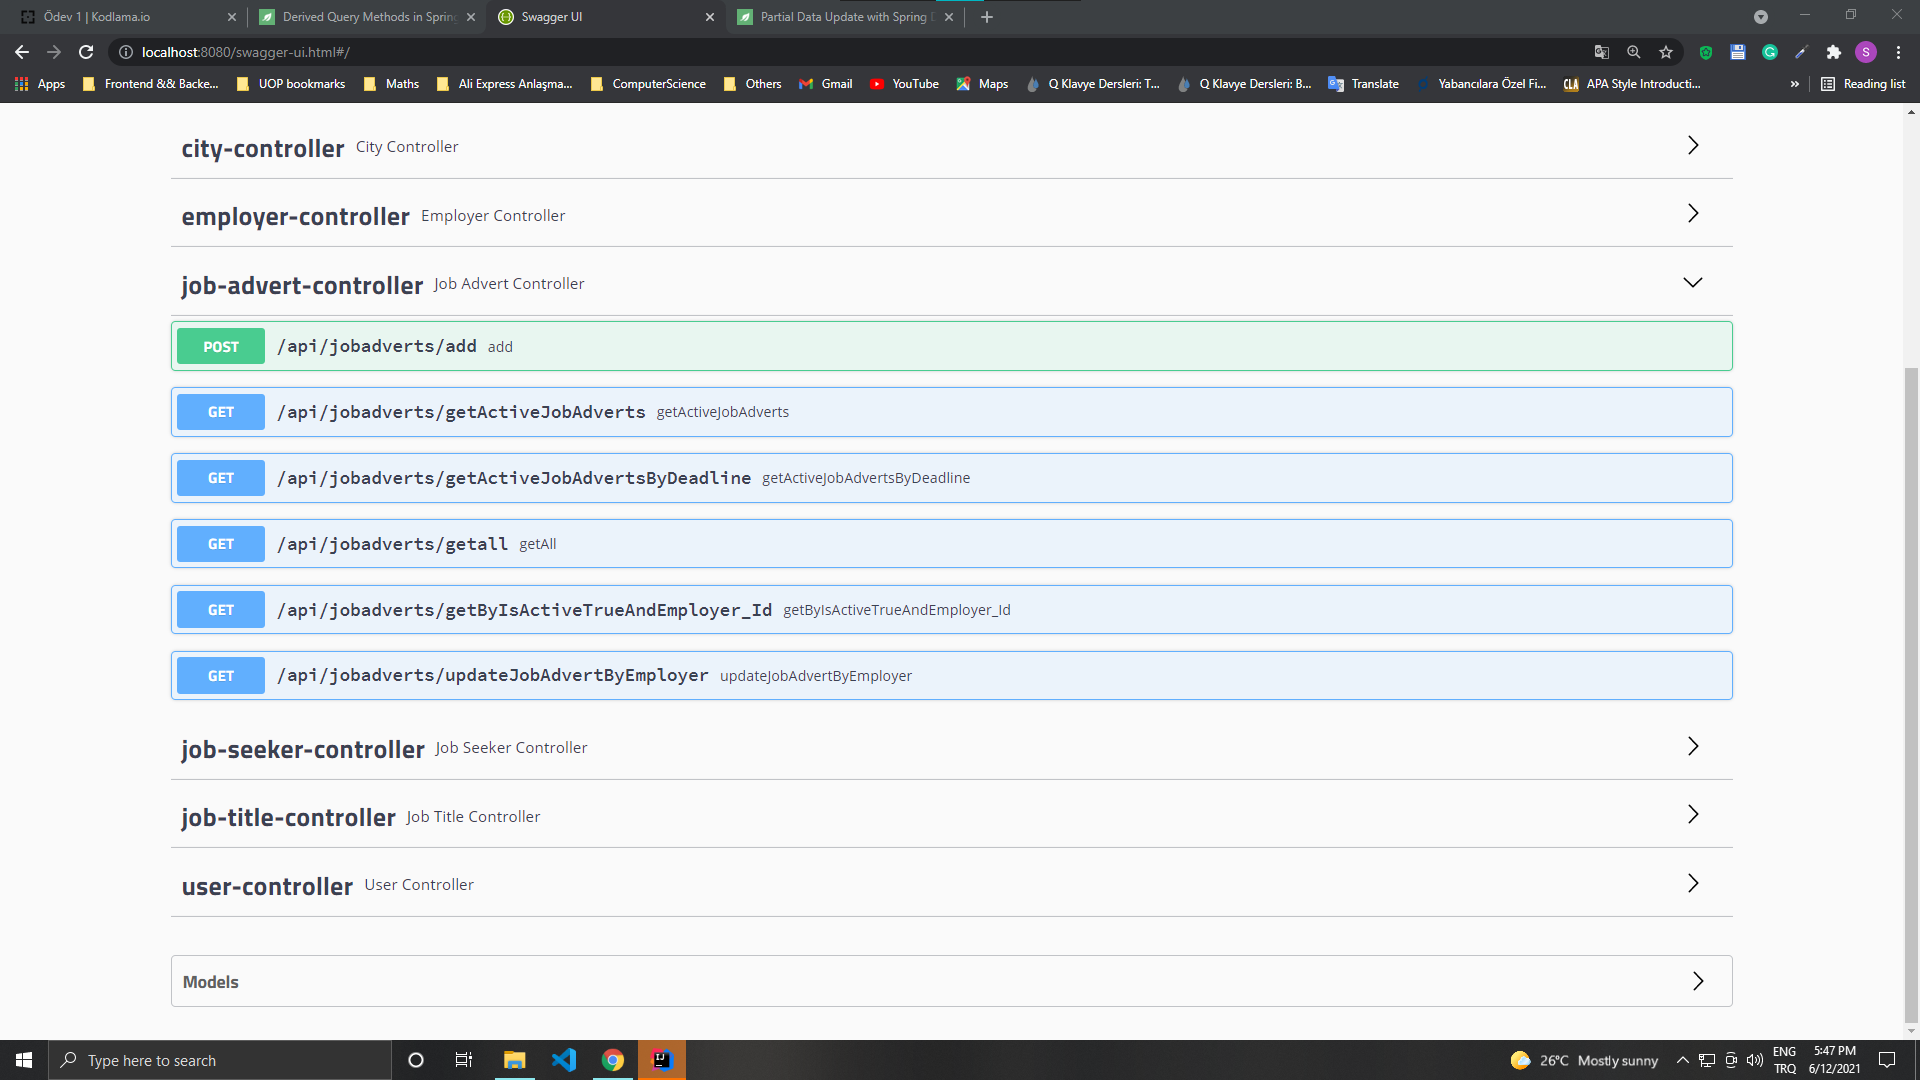 Ödev 1 | Kodlama.io
Derived Query Methods in Spring
Swagger UI
Partial Data Update with Spring D
localhost:8080/swagger-ui.html#/
S
Apps
Frontend && Backe...
UOP bookmarks
Maths
Ali Express Anlaşma...
ComputerScience
Others
Gmail
YouTube
Maps
Q Klavye Dersleri: T...
Q Klavye Dersleri: B...
Translate
Yabancılara Özel Fi...
CLA
APA Style Introducti...
»
Reading list
city-controller City Controller
employer-controller Employer Controller
job-advert-controller Job Advert Controller
POST /api/jobadverts/add add
GET /api/jobadverts/getActiveJobAdverts getActiveJobAdverts
GET /api/jobadverts/getActiveJobAdvertsByDeadline getActiveJobAdvertsByDeadline
GET /api/jobadverts/getall getAll
GET /api/jobadverts/getByIsActiveTrueAndEmployer_Id getByIsActiveTrueAndEmployer_Id
GET /api/jobadverts/updateJobAdvertByEmployer updateJobAdvertByEmployer
job-seeker-controller Job Seeker Controller
job-title-controller Job Title Controller
user-controller User Controller
Models
Type here to search
IJ
26°C Mostly sunny
ENG
TRQ
5:47 PM
6/12/2021